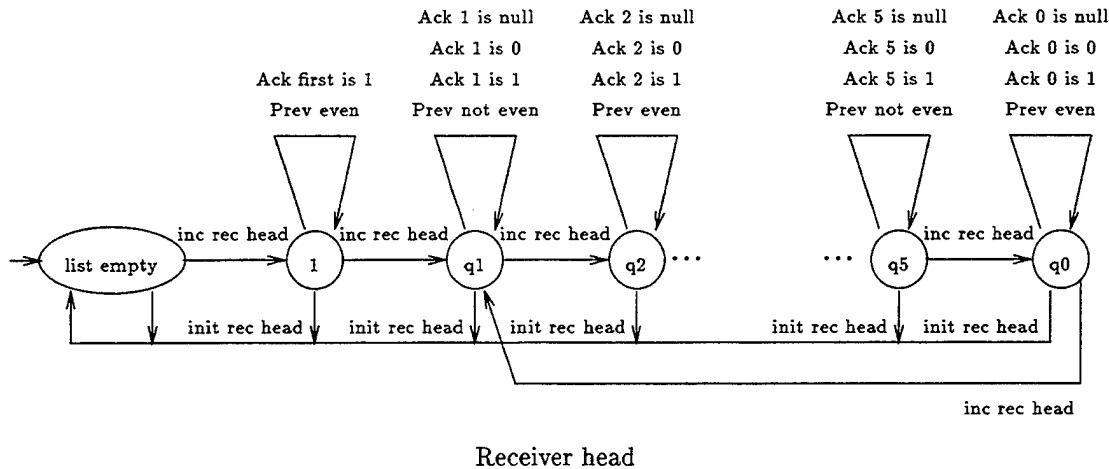 Ack 1 is null
Ack 2 is null
Ack 5 is null
Ack 0 is null
Ack 1 is 0
Ack 2 is 0
Ack 5 is 0
Ack 0 is 0
Ack first is 1
Ack 1 is 1
Ack 2 is 1
Ack 5 is 1
Ack 0 is 1
Prev even
Prev not even
Prev even
Prev not even
Prev even
inc rec head
inc rec head
inc rec head
inc rec head
list empty
1
q1
q2
...
...
q5
q0
init rec head
init rec head
init rec head
init rec head
init rec head
inc rec head
Receiver head